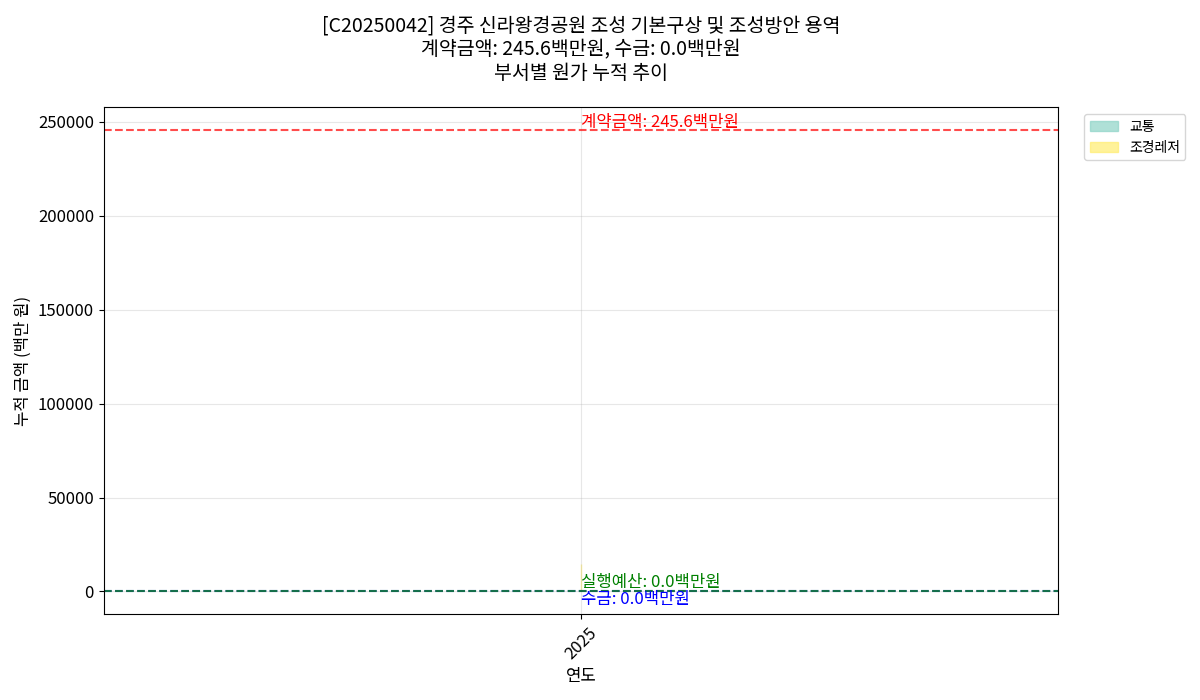 [C20250042] 경주 신라왕경공원 조성 기본구상 및 조성방안 용역
계약금액: 245.6백만원, 수금: 0.0백만원
부서별 원가 누적 추이
250000
200000
150000
100000
50000
0
누적 금액 (백만 원)
계약금액: 245.6백만원
실행예산: 0.0백만원
수금: 0.0백만원
2025
연도
교통
조경레저